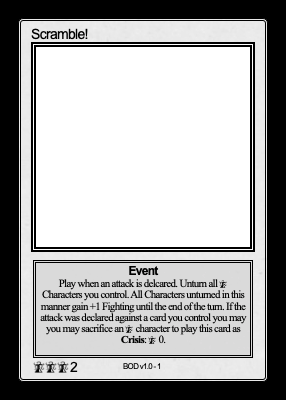 Scramble!
Event
Play when an attack is delcared. Unturn all
Characters you control. All Characters unturned in this
manner gain +1 Fighting until the end of the turn. If the
attack was declared against a card you control you may
you may sacrifice an character to play this card as
Crisis: 0.
2
BOD v1.0 - 1